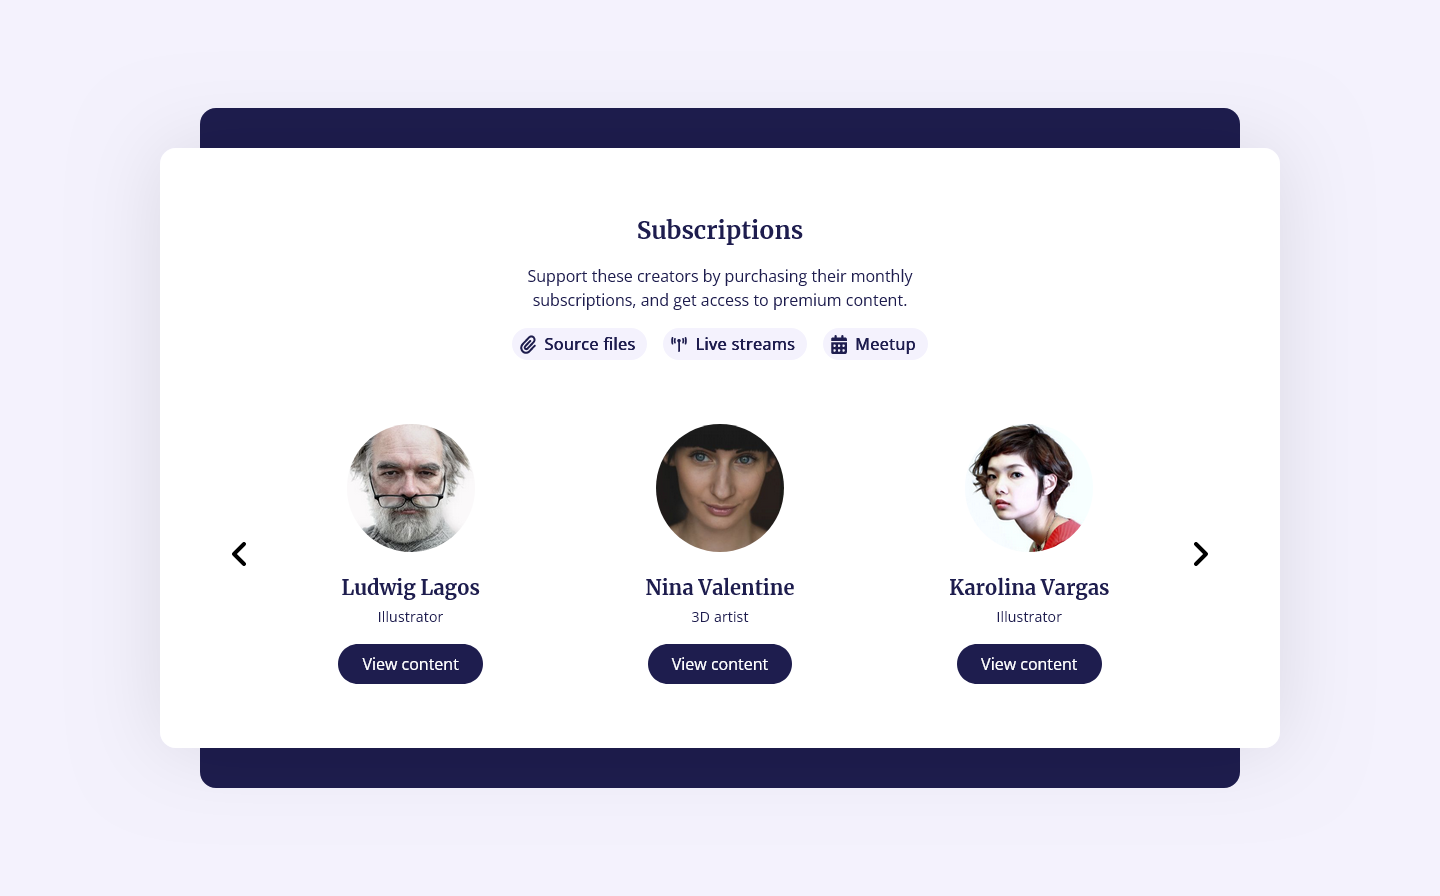 Subscriptions
Support these creators by purchasing their monthly
subscriptions, and get access to premium content.
Source files
Live streams
Meetup
Ludwig Lagos
Illustrator
View content
Nina Valentine
3D artist
View content
Karolina Vargas
Illustrator
View content